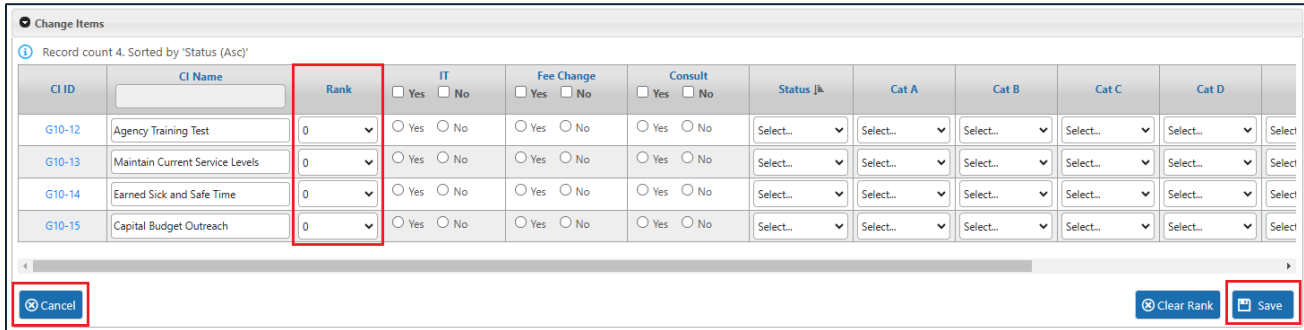 Change Items
Record count 4. Sorted by 'Status (Asc)'
CI ID CI Name Rank IT Yes No Fee Change Yes No Consult Yes No Status Cat A Cat B Cat C Cat D
G10-12 Agency Training Test 0 Yes No Yes No Yes No Select... Select... Select... Select... Select... Select
G10-13 Maintain Current Service Levels 0 Yes No Yes No Yes No Select... Select... Select... Select... Select... Select
G10-14 Earned Sick and Safe Time 0 Yes No Yes No Yes No Select... Select... Select... Select... Select... Select
G10-15 Capital Budget Outreach 0 Yes No Yes No Yes No Select... Select... Select... Select... Select... Select
Cancel Clear Rank Save